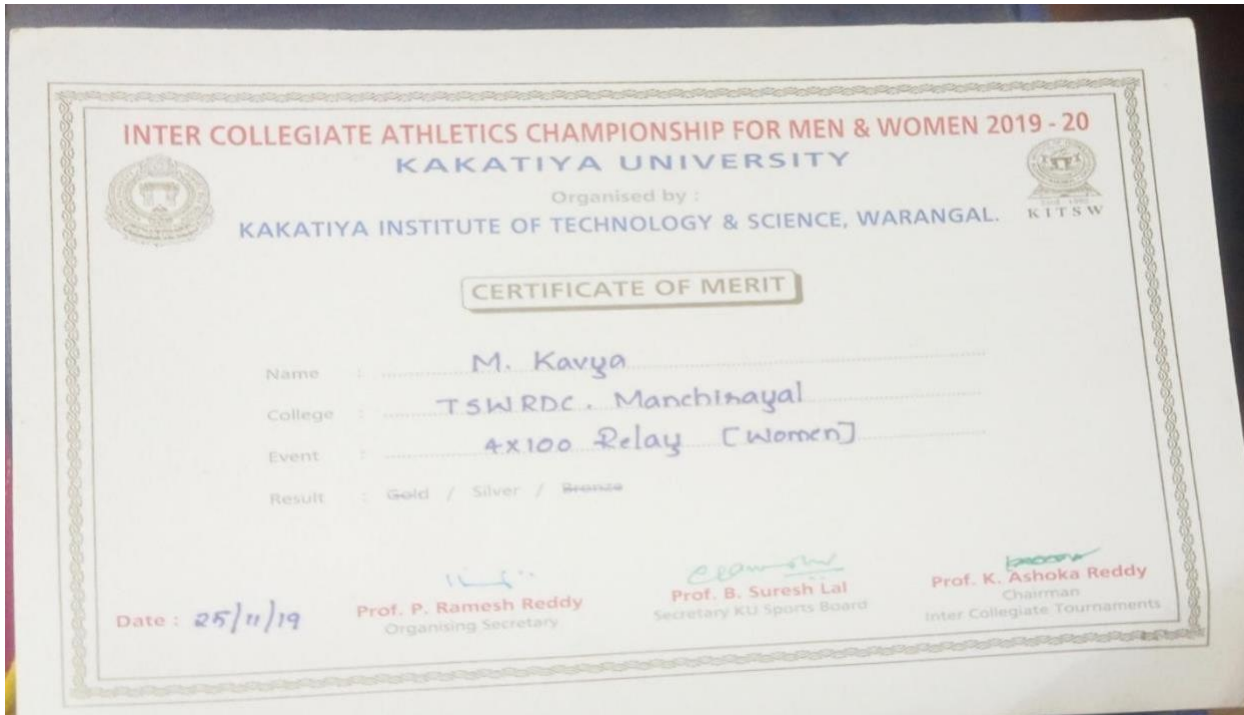 INTER COLLEGIATE ATHLETICS CHAMPIONSHIP FOR MEN & WOMEN 2019 - 20
KAKATIYA UNIVERSITY
Organised by :
KAKATIYA INSTITUTE OF TECHNOLOGY & SCIENCE, WARANGAL.
KITSW
CERTIFICATE OF MERIT
Name : M. Kavya
College : TSWRDC. Manchirayal
Event : 4x100 Relay [Women]
Result : Gold / Silver / Bronze
Date : 25/11/19
Prof. P. Ramesh Reddy
Organising Secretary
Prof. B. Suresh Lal
Secretary KU Sports Board
Prof. K. Ashoka Reddy
Chairman
Inter Collegiate Tournaments